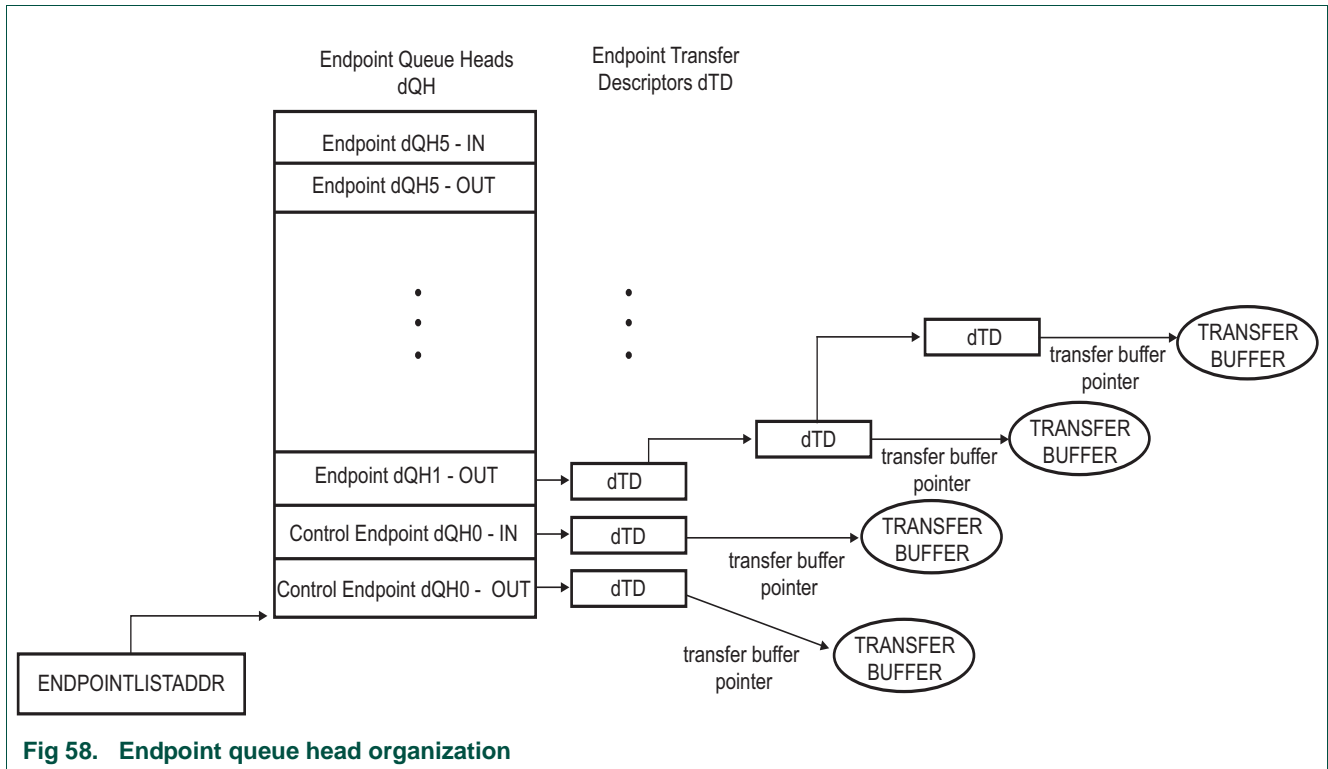 Endpoint Queue Heads
dQH
Endpoint Transfer
Descriptors dTD
Endpoint dQH5 - IN
Endpoint dQH5 - OUT
dTD
transfer buffer
pointer
TRANSFER
BUFFER
dTD
transfer buffer
pointer
TRANSFER
BUFFER
Endpoint dQH1 - OUT
dTD
Control Endpoint dQH0 - IN
dTD
transfer buffer
pointer
TRANSFER
BUFFER
Control Endpoint dQH0 - OUT
dTD
transfer buffer
pointer
TRANSFER
BUFFER
ENDPOINTLISTADDR
Fig 58. Endpoint queue head organization